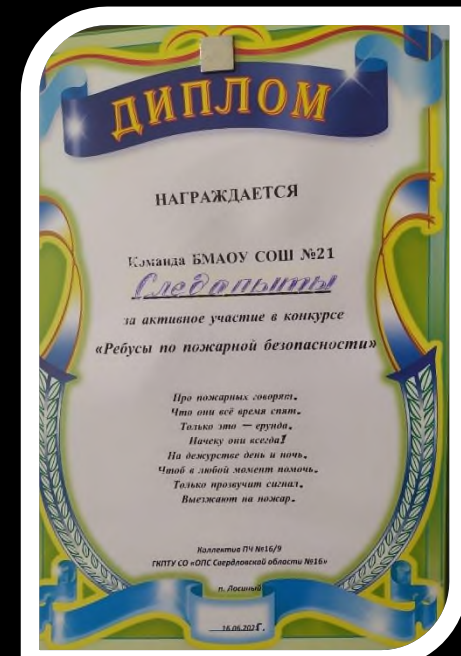 ДИПЛОМ
НАГРАЖДАЕТСЯ
Команда БМАОУ СОШ №21
Следопыты
за активное участие в конкурсе
«Ребусы по пожарной безопасности»
Про пожарных говорят.
Что они всё время спят.
Только это — ерунда.
Начеку они всегда!
На дежурстве день и ночь.
Чтоб в любой момент помочь.
Только прозвучит сигнал.
Выезжают на пожар.
Коллектив ПЧ №16/9
ГКПТУ СО «ОПС Свердловской области №16»
п. Лосиный